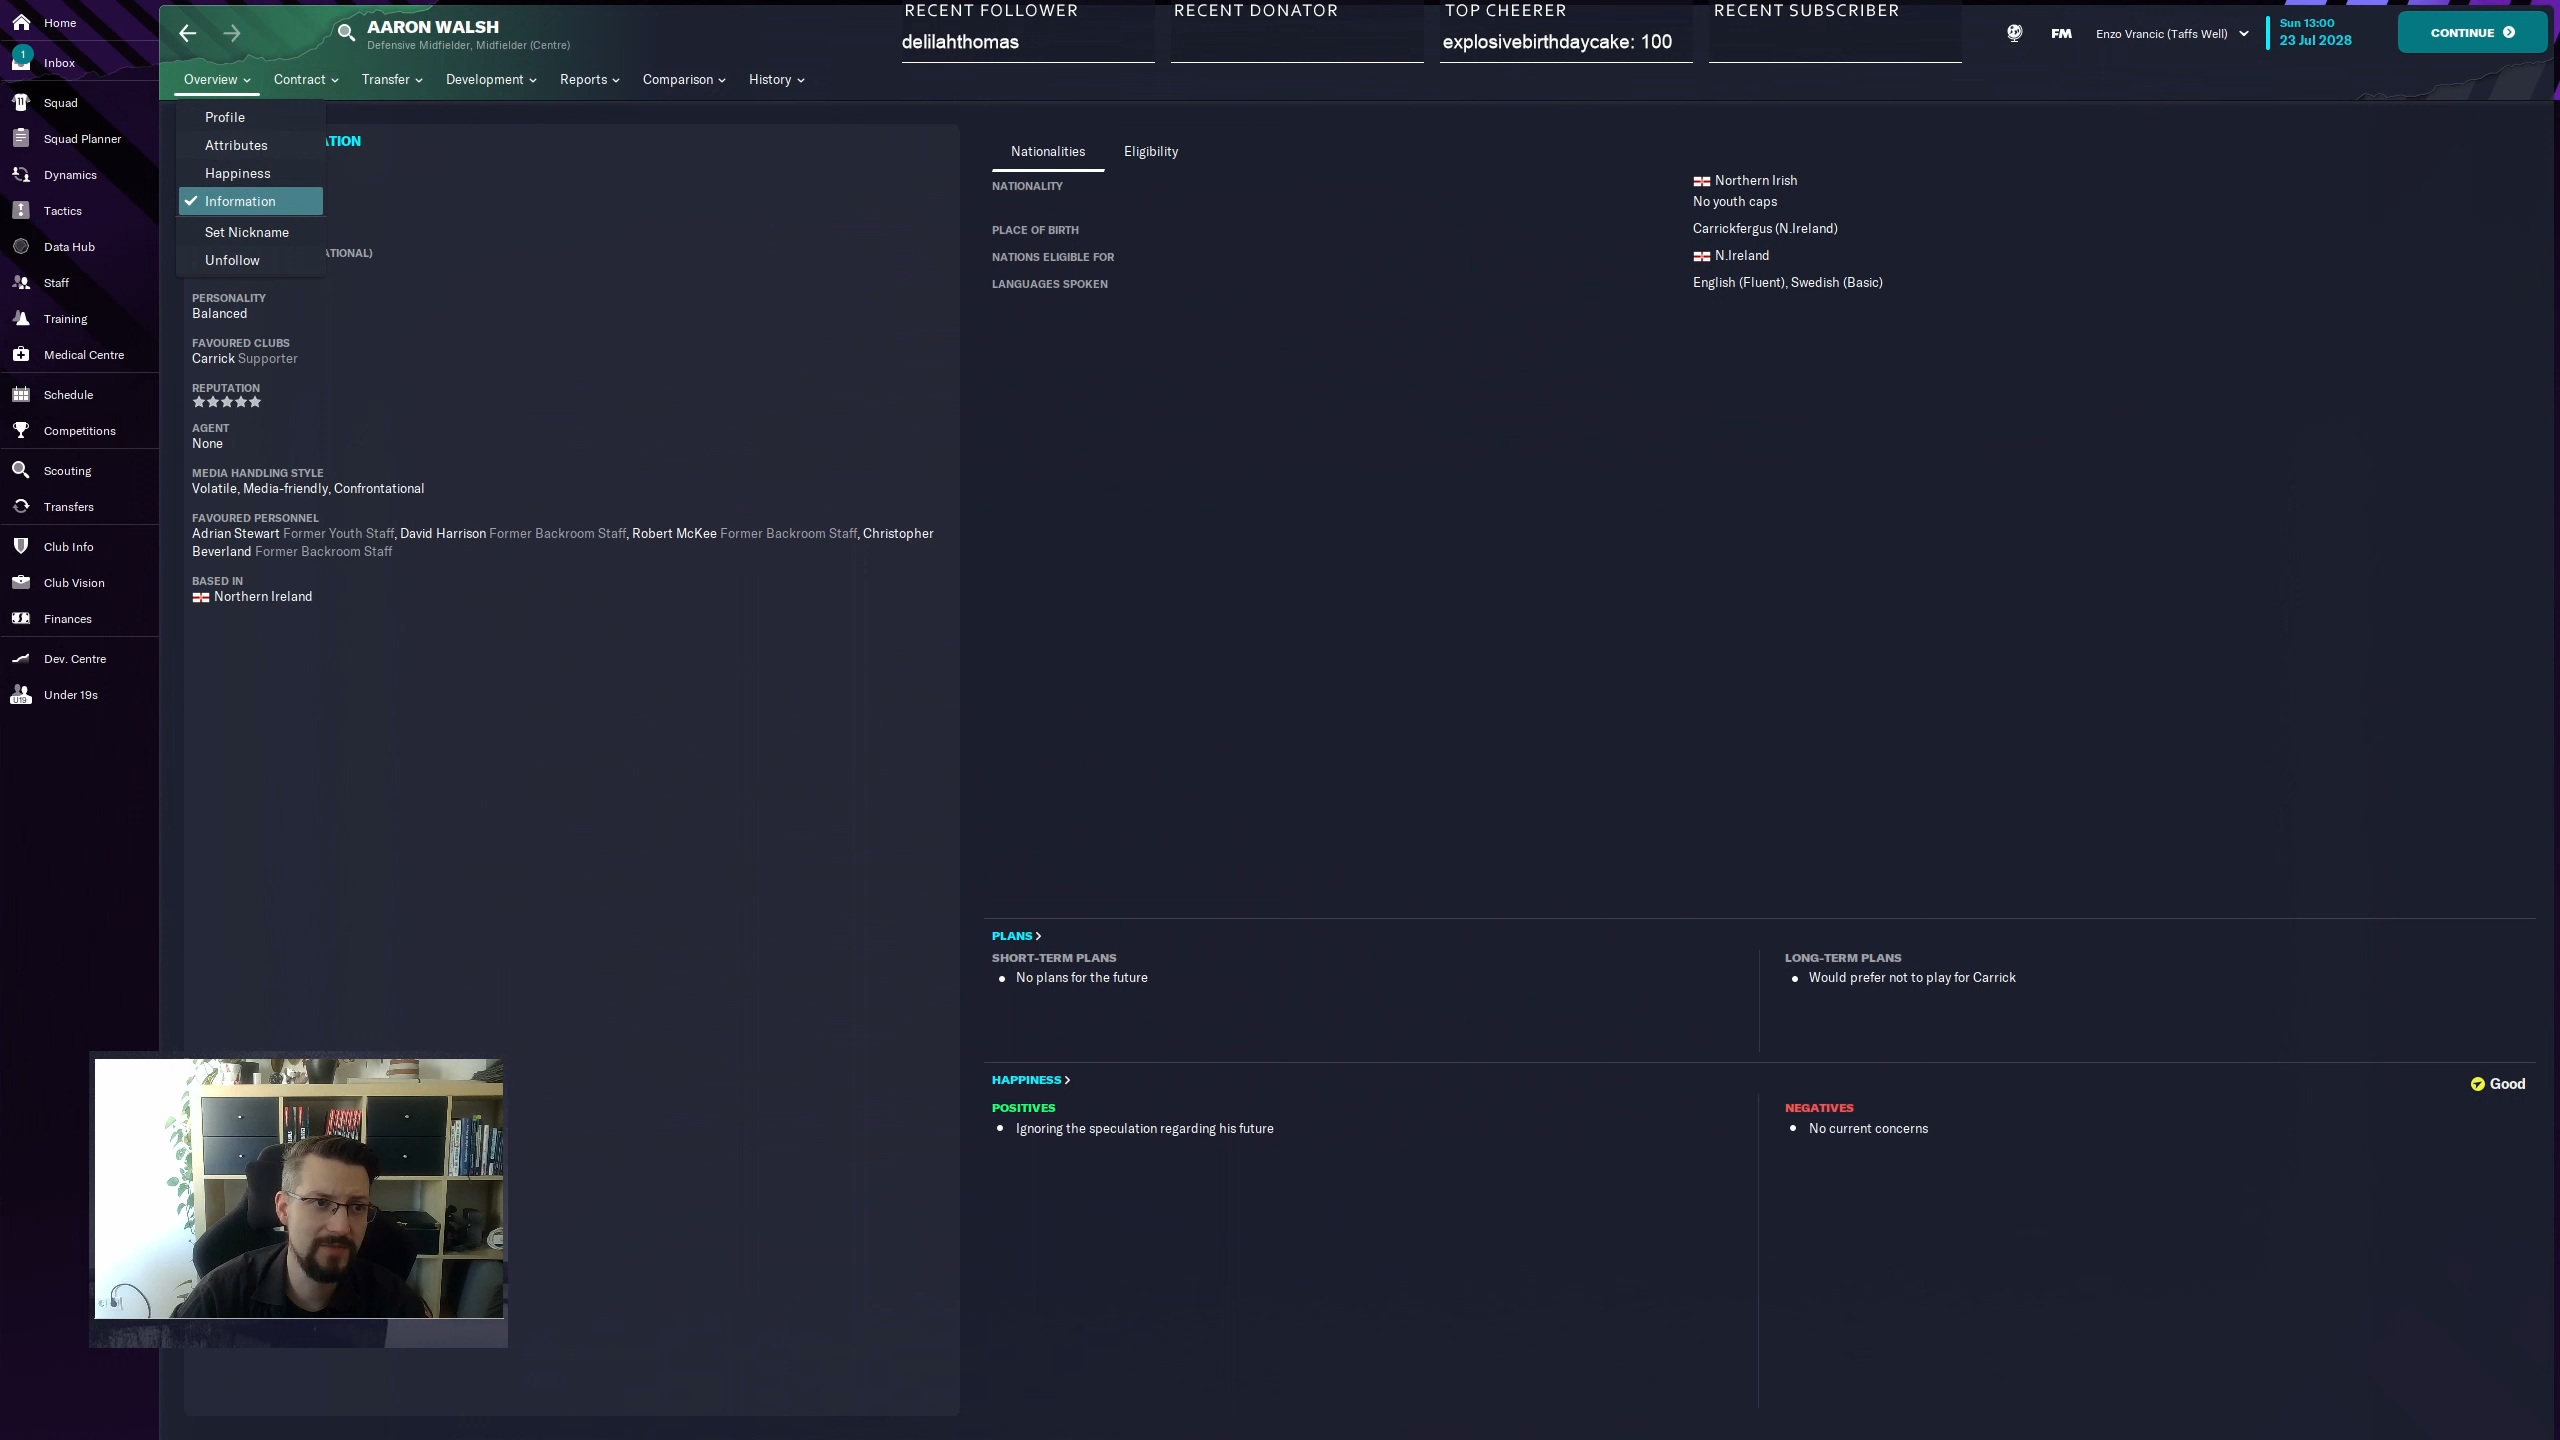 Home
1
Inbox
Squad
Squad Planner
Dynamics
Tactics
Data Hub
Staff
Training
Medical Centre
Schedule
Competitions
Scouting
Transfers
Club Info
Club Vision
Finances
Dev. Centre
U19
Under 19s
AARON WALSH
Defensive Midfielder, Midfielder (Centre)
RECENT FOLLOWER
delilahthomas
RECENT DONATOR
TOP CHEERER
explosivebirthdaycake: 100
RECENT SUBSCRIBER
FM
Enzo Vrancic (Taffs Well)
Sun 13:00
23 Jul 2028
CONTINUE
Overview
Contract
Transfer
Development
Reports
Comparison
History
Profile
Attributes
Happiness
Information
Set Nickname
Unfollow
ATION
ATIONAL)
PERSONALITY
Balanced
FAVOURED CLUBS
Carrick Supporter
REPUTATION
AGENT
None
MEDIA HANDLING STYLE
Volatile, Media-friendly, Confrontational
FAVOURED PERSONNEL
Adrian Stewart Former Youth Staff, David Harrison Former Backroom Staff, Robert McKee Former Backroom Staff, Christopher
Beverland Former Backroom Staff
BASED IN
Northern Ireland
Nationalities
Eligibility
NATIONALITY
Northern Irish
No youth caps
PLACE OF BIRTH
Carrickfergus (N.Ireland)
NATIONS ELIGIBLE FOR
N.Ireland
LANGUAGES SPOKEN
English (Fluent), Swedish (Basic)
PLANS
SHORT-TERM PLANS
No plans for the future
LONG-TERM PLANS
Would prefer not to play for Carrick
HAPPINESS
Good
POSITIVES
Ignoring the speculation regarding his future
NEGATIVES
No current concerns